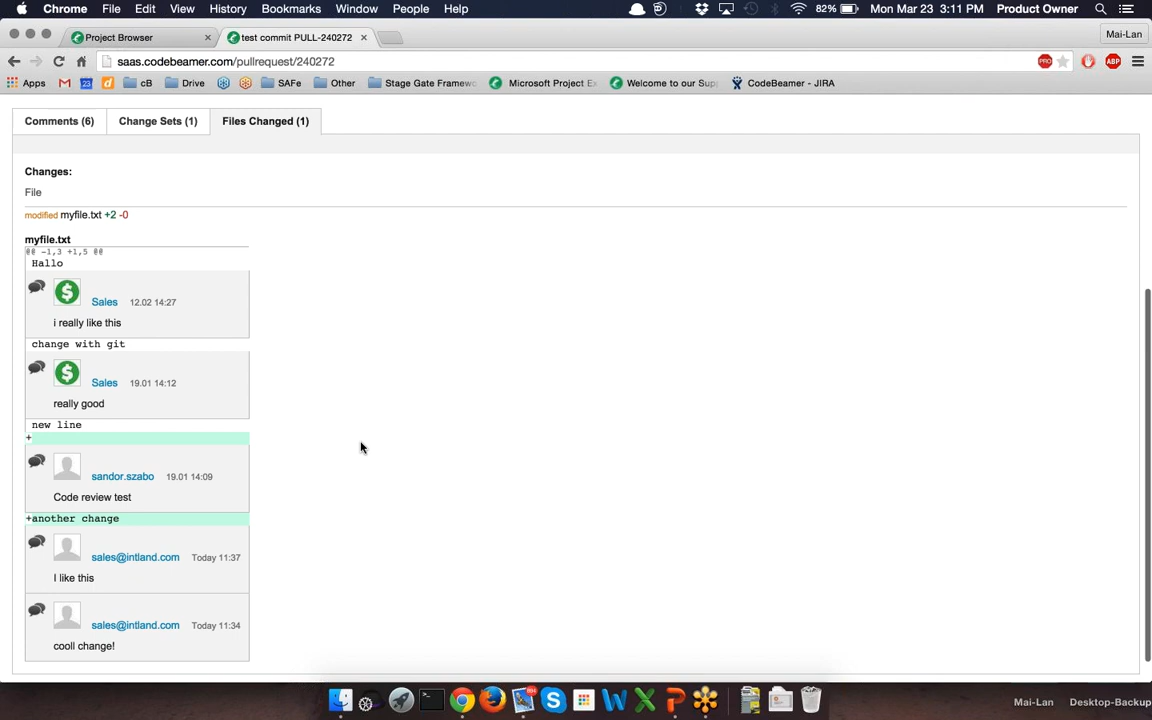 Chrome File Edit View History Bookmarks Window People Help 82% Mon Mar 23 3:11 PM Product Owner
Project Browser × test commit PULL-240272 × Mai-Lan
saas.codebeamer.com/pullrequest/240272 PRO ABP
Apps 23 cB Drive SAFe Other Stage Gate Framewo Microsoft Project Ex Welcome to our Supp CodeBeamer - JIRA
Comments (6) Change Sets (1) Files Changed (1)
Changes:
File
modified myfile.txt +2 -0
myfile.txt
@@ -1,3 +1,5 @@
Hallo
Sales 12.02 14:27
i really like this
change with git
Sales 19.01 14:12
really good
new line
+
sandor.szabo 19.01 14:09
Code review test
+another change
sales@intland.com Today 11:37
I like this
sales@intland.com Today 11:34
cooll change!
Mai-Lan Desktop-Backup